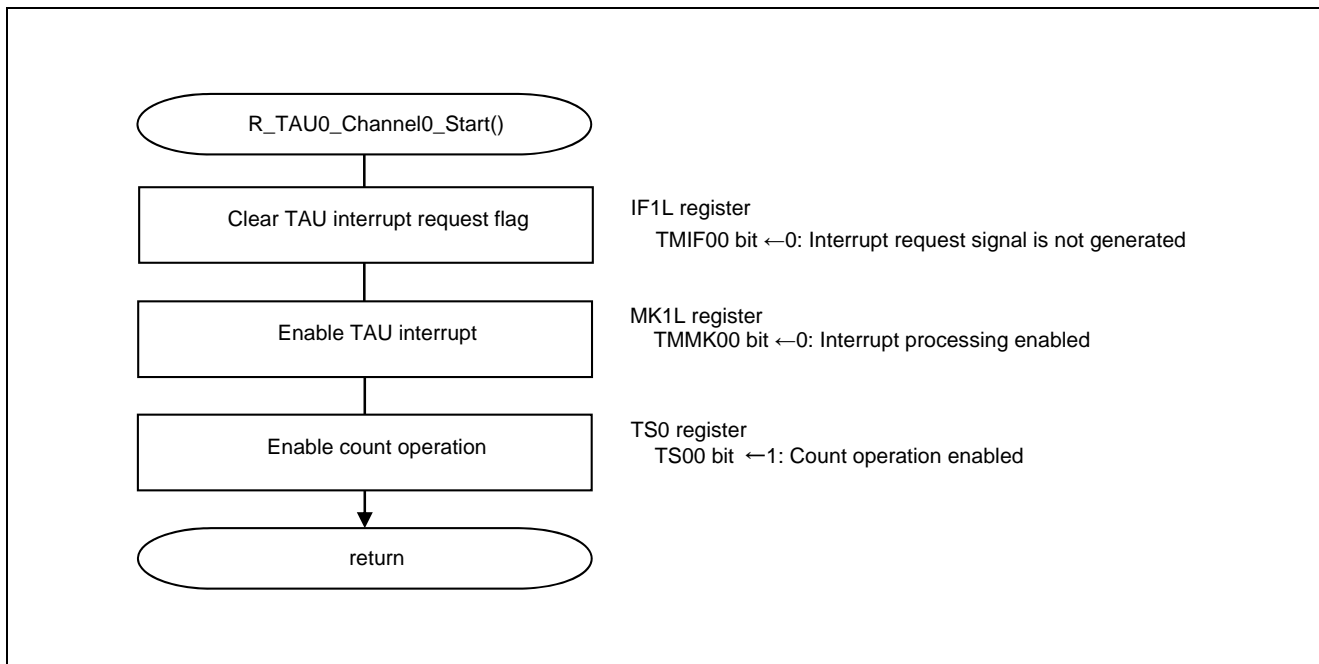 R_TAU0_Channel0_Start()
Clear TAU interrupt request flag
IF1L register
TMIF00 bit ←0: Interrupt request signal is not generated
Enable TAU interrupt
MK1L register
TMMK00 bit ←0: Interrupt processing enabled
Enable count operation
TS0 register
TS00 bit ←1: Count operation enabled
return